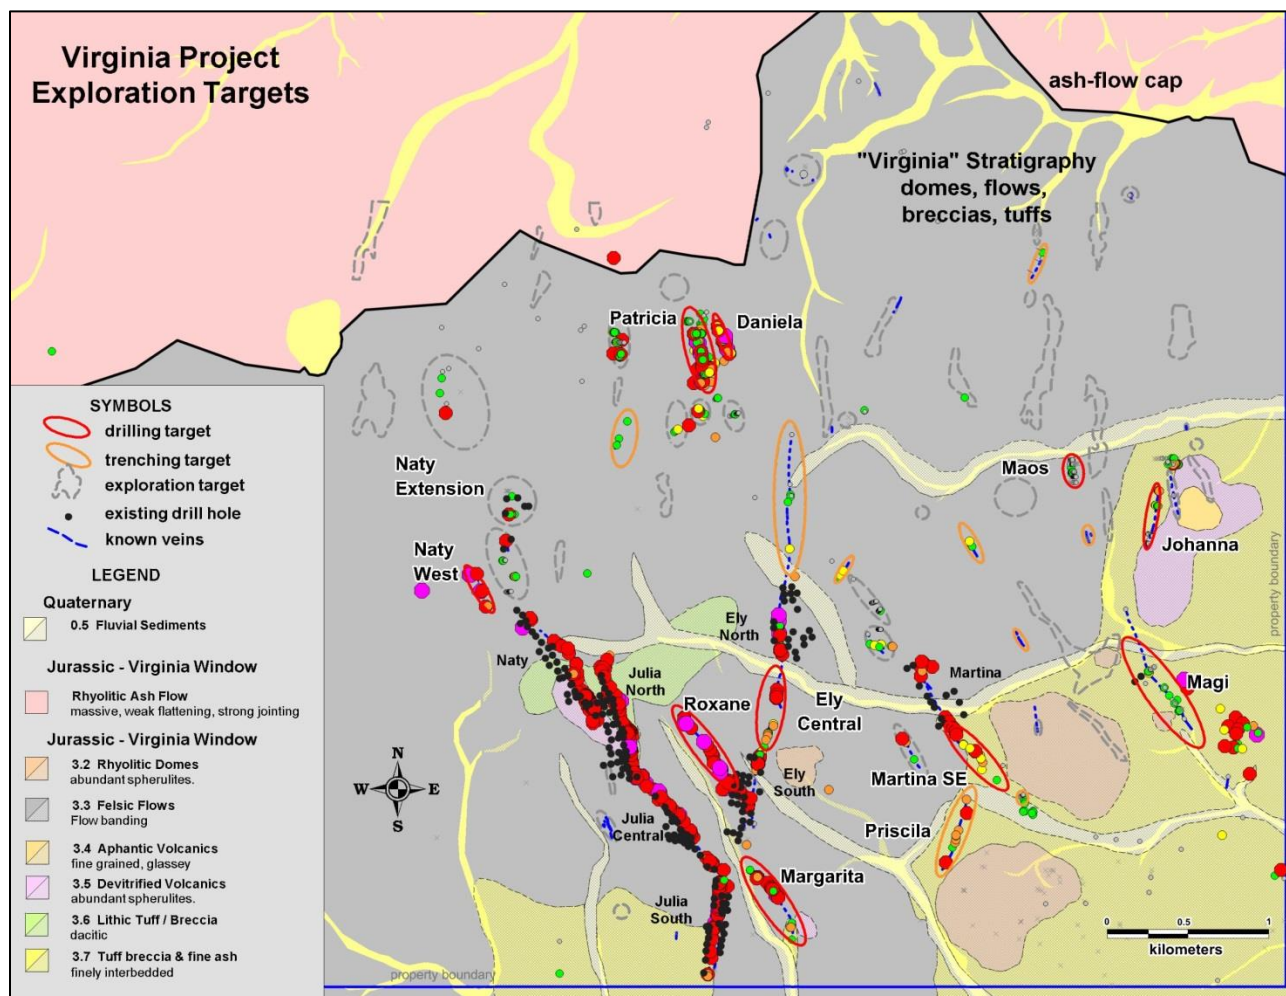 Virginia Project
Exploration Targets
ash-flow cap
"Virginia" Stratigraphy
domes, flows,
breccias, tuffs
Patricia
Daniela
SYMBOLS
drilling target
trenching target
exploration target
existing drill hole
known veins
LEGEND
Quaternary
0.5 Fluvial Sediments
Jurassic - Virginia Window
Rhyolitic Ash Flow
massive, weak flattening, strong jointing
Jurassic - Virginia Window
3.2 Rhyolitic Domes
abundant spherulites.
3.3 Felsic Flows
Flow banding
3.4 Aphantic Volcanics
fine grained, glassey
3.5 Devitrified Volcanics
abundant spherulites.
3.6 Lithic Tuff / Breccia
dacitic
3.7 Tuff breccia & fine ash
finely interbedded
Naty
Extension
Maos
Johanna
Naty
West
property boundary
Ely
North
Naty
Julia
North
Martina
Magi
Roxane
Ely
Central
Martina SE
Ely
South
N
W E
S
Julia
Central
Priscila
Margarita
Julia
South
0 0.5 1
kilometers
property boundary